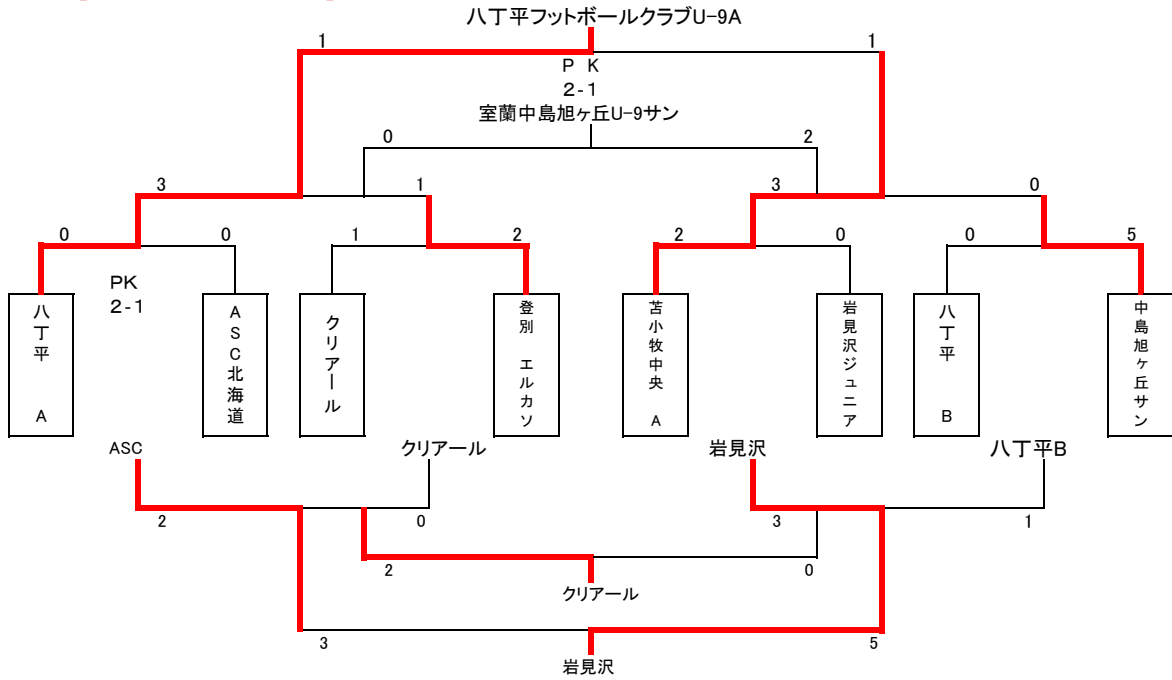 八丁平フットボールクラブU-9A
1 1
PK
2-1
室蘭中島旭ヶ丘U-9サン
0 2
3 1 3 0
0 0 1 2 2 0 0 5
PK
2-1
八丁平 A
ASC北海道
クリアール
登別 エルカソ
苫小牧中央 A
岩見沢ジュニア
八丁平 B
中島旭ヶ丘サン
ASC クリアール 岩見沢 八丁平B
2 0 3 1
2 0
クリアール
3 5
岩見沢